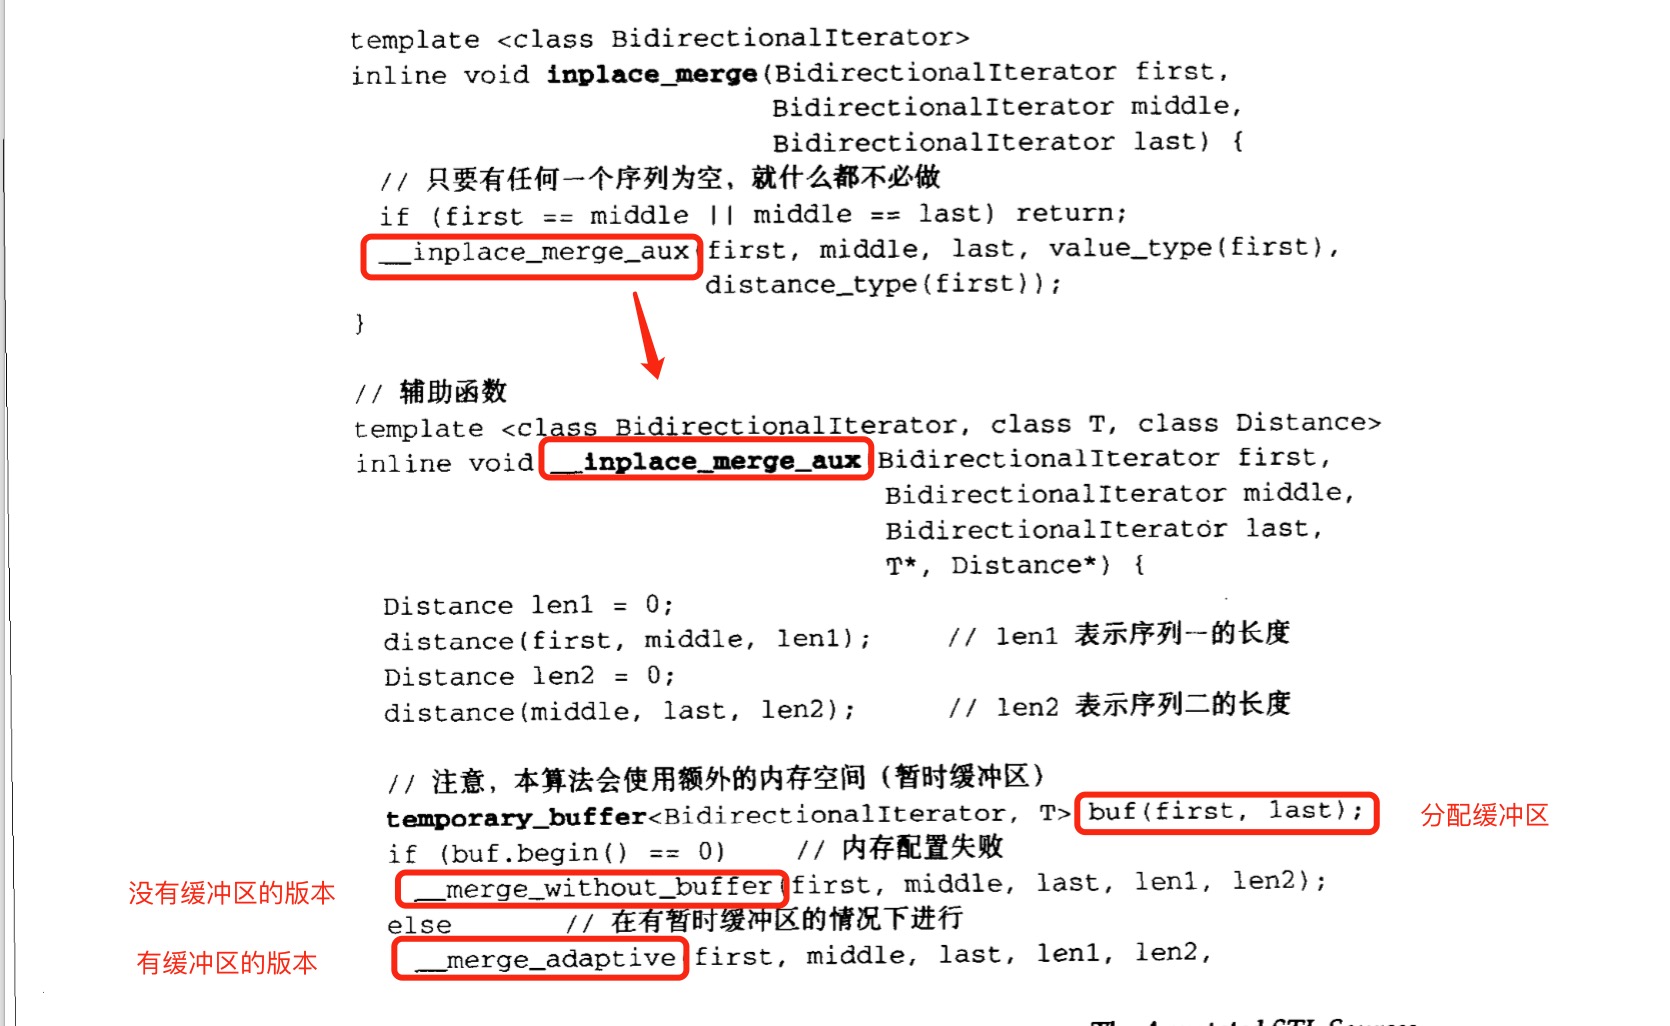 template <class BidirectionalIterator>
inline void inplace_merge(BidirectionalIterator first,
BidirectionalIterator middle,
BidirectionalIterator last) {
// 只要有任何一个序列为空，就什么都不必做
if (first == middle || middle == last) return;
__inplace_merge_aux(first, middle, last, value_type(first),
distance_type(first));
}
// 辅助函数
template <class BidirectionalIterator, class T, class Distance>
inline void __inplace_merge_aux(BidirectionalIterator first,
BidirectionalIterator middle,
BidirectionalIterator last,
T*, Distance*) {
Distance len1 = 0;
distance(first, middle, len1); // len1 表示序列一的长度
Distance len2 = 0;
distance(middle, last, len2); // len2 表示序列二的长度
// 注意，本算法会使用额外的内存空间（暂时缓冲区）
temporary_buffer<BidirectionalIterator, T> buf(first, last); 分配缓冲区
if (buf.begin() == 0) // 内存配置失败
没有缓冲区的版本 __merge_without_buffer(first, middle, last, len1, len2);
else // 在有暂时缓冲区的情况下进行
有缓冲区的版本 __merge_adaptive(first, middle, last, len1, len2,